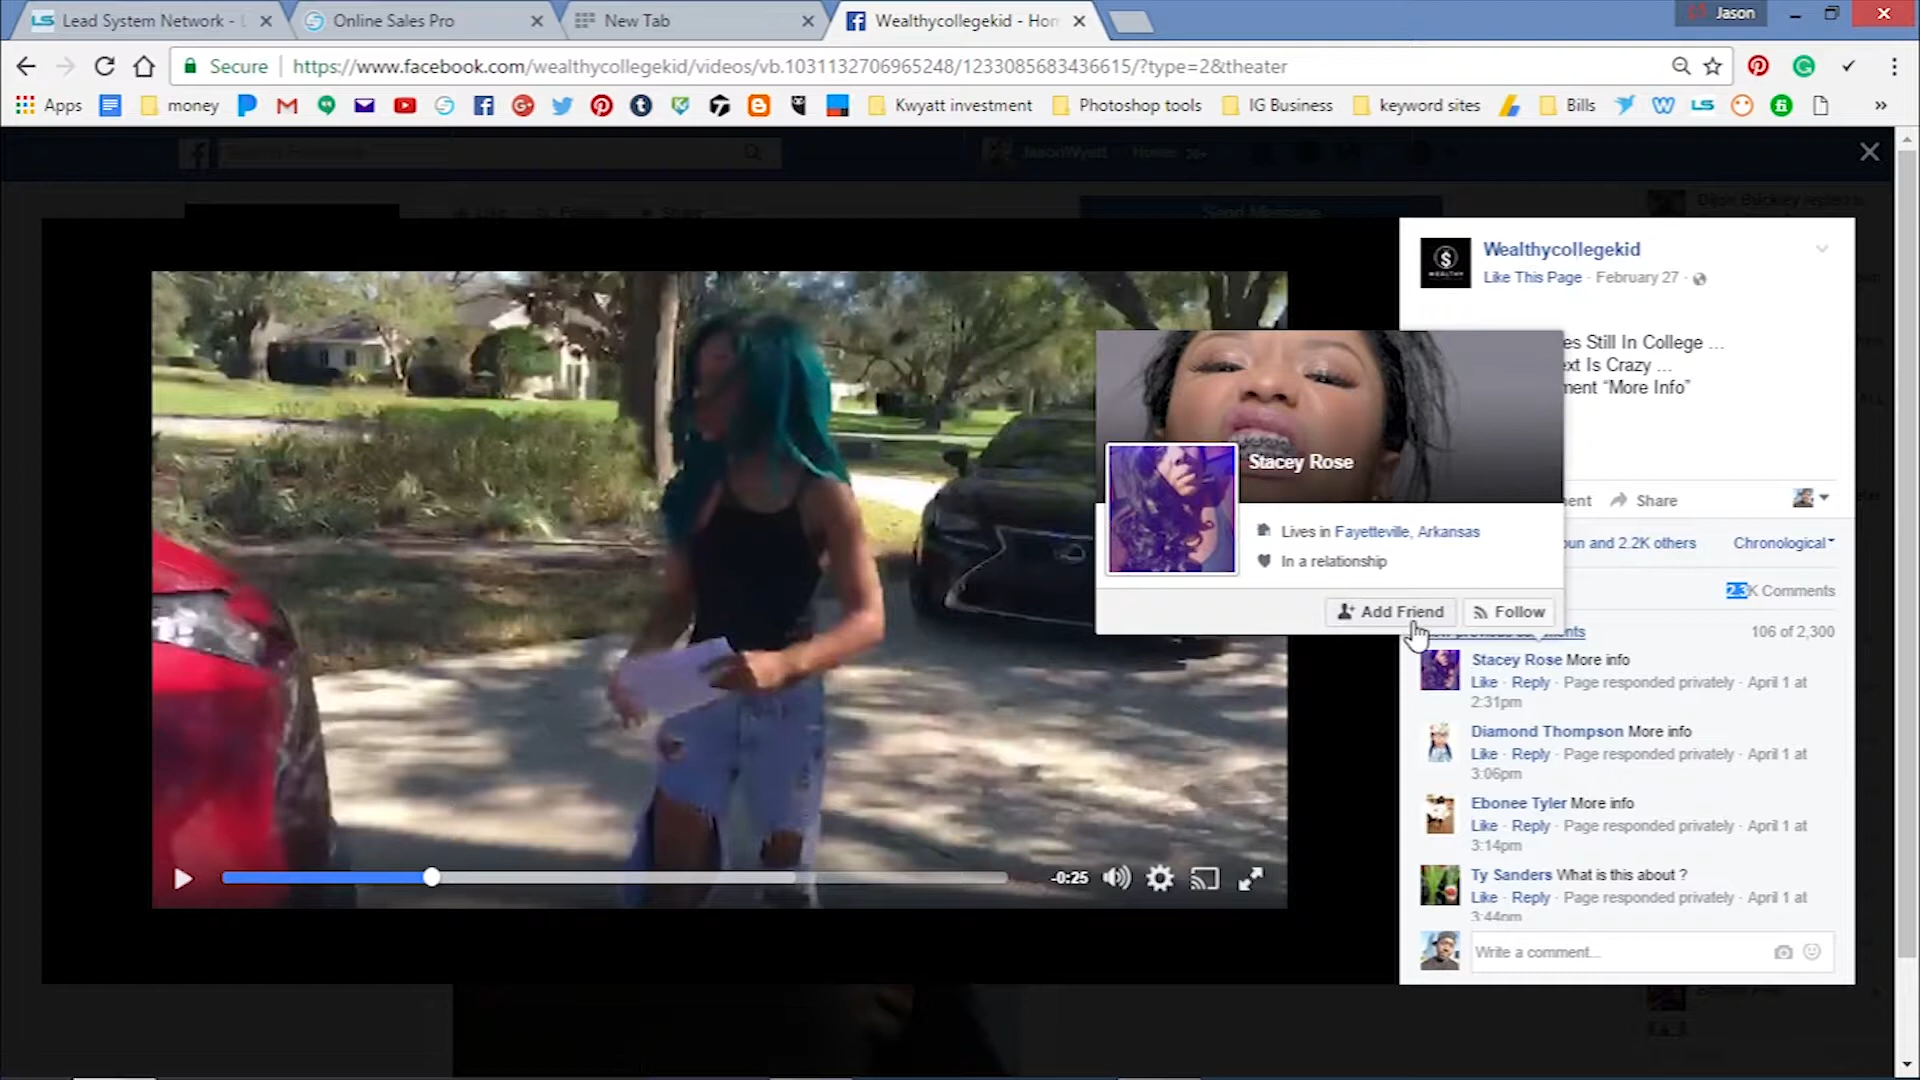 Lead System Network - L
Online Sales Pro
New Tab
Wealthycollegekid - Hom
Jason
Secure
https://www.facebook.com/wealthycollegekid/videos/vb.1031132706965248/1233085683436615/?type=2&theater
Apps
money
Kwyatt investment
Photoshop tools
IG Business
keyword sites
Bills
JasonWyatt Home
Send Message
Wealthycollegekid
Like This Page · February 27 ·
es Still In College ...
ext Is Crazy ...
ment “More Info”
Stacey Rose
Lives in Fayetteville, Arkansas
In a relationship
Add Friend
Follow
ent
Share
oun and 2.2K others
Chronological
2.3K Comments
106 of 2,300
Stacey Rose More info
Like · Reply · Page responded privately · April 1 at
2:31pm
Diamond Thompson More info
Like · Reply · Page responded privately · April 1 at
3:06pm
Ebonee Tyler More info
Like · Reply · Page responded privately · April 1 at
3:14pm
Ty Sanders What is this about ?
Like · Reply · Page responded privately · April 1 at
3:44pm
Write a comment...
-0:25